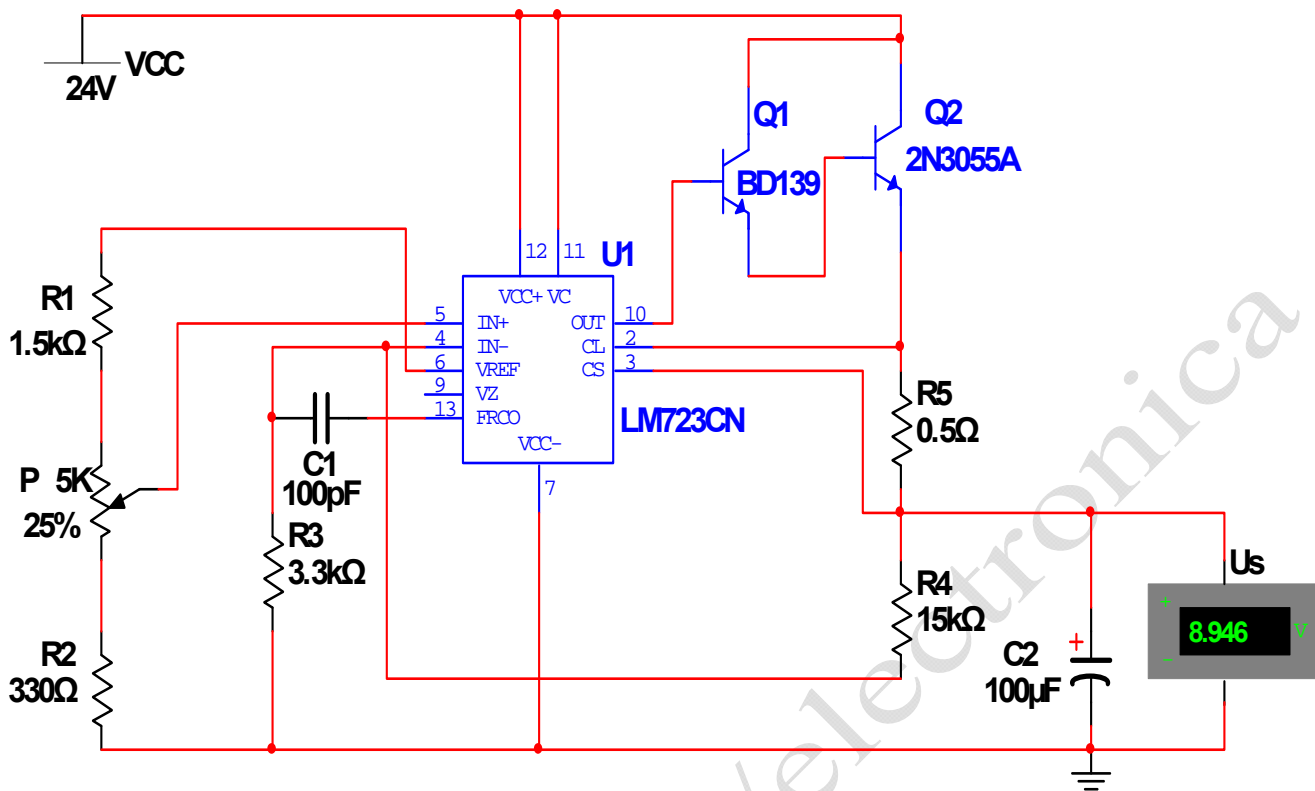 VCC
24V
Q1
BD139
Q2
2N3055A
U1
12
11
VCC+ VC
5
IN+
OUT
10
4
IN-
CL
2
6
VREF
CS
3
9
VZ
13
FRCO
VCC-
7
LM723CN
R1
1.5kΩ
P 5K
25%
R2
330Ω
C1
100pF
R3
3.3kΩ
R5
0.5Ω
R4
15kΩ
C2
+
100µF
Us
+
8.946
V
-
/electronica